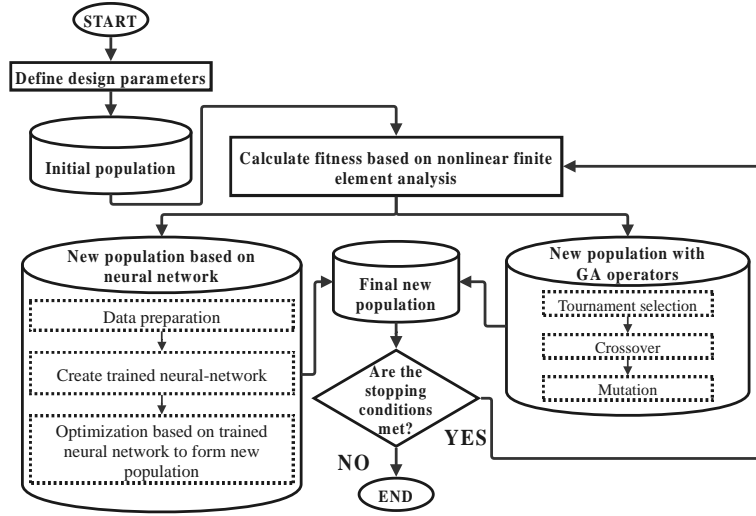 START
Define design parameters
Initial population
Calculate fitness based on nonlinear finite
element analysis
New population based on
neural network
Data preparation
Create trained neural-network
Optimization based on trained
neural network to form new
population
Final new
population
New population with
GA operators
Tournament selection
Crossover
Mutation
Are the
stopping
conditions
met?
YES
NO
END